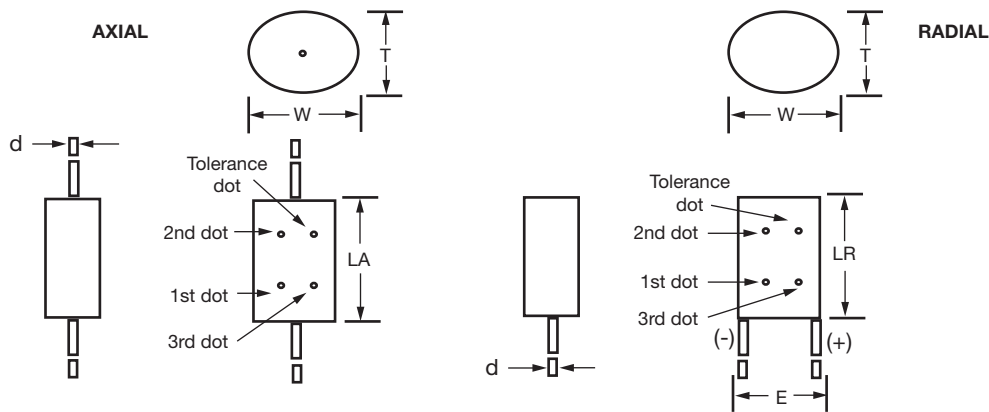 AXIAL
T
W
d
Tolerance
dot
2nd dot
LA
1st dot
3rd dot
RADIAL
T
W
Tolerance
dot
2nd dot
LR
1st dot
3rd dot
(-)
(+)
d
E